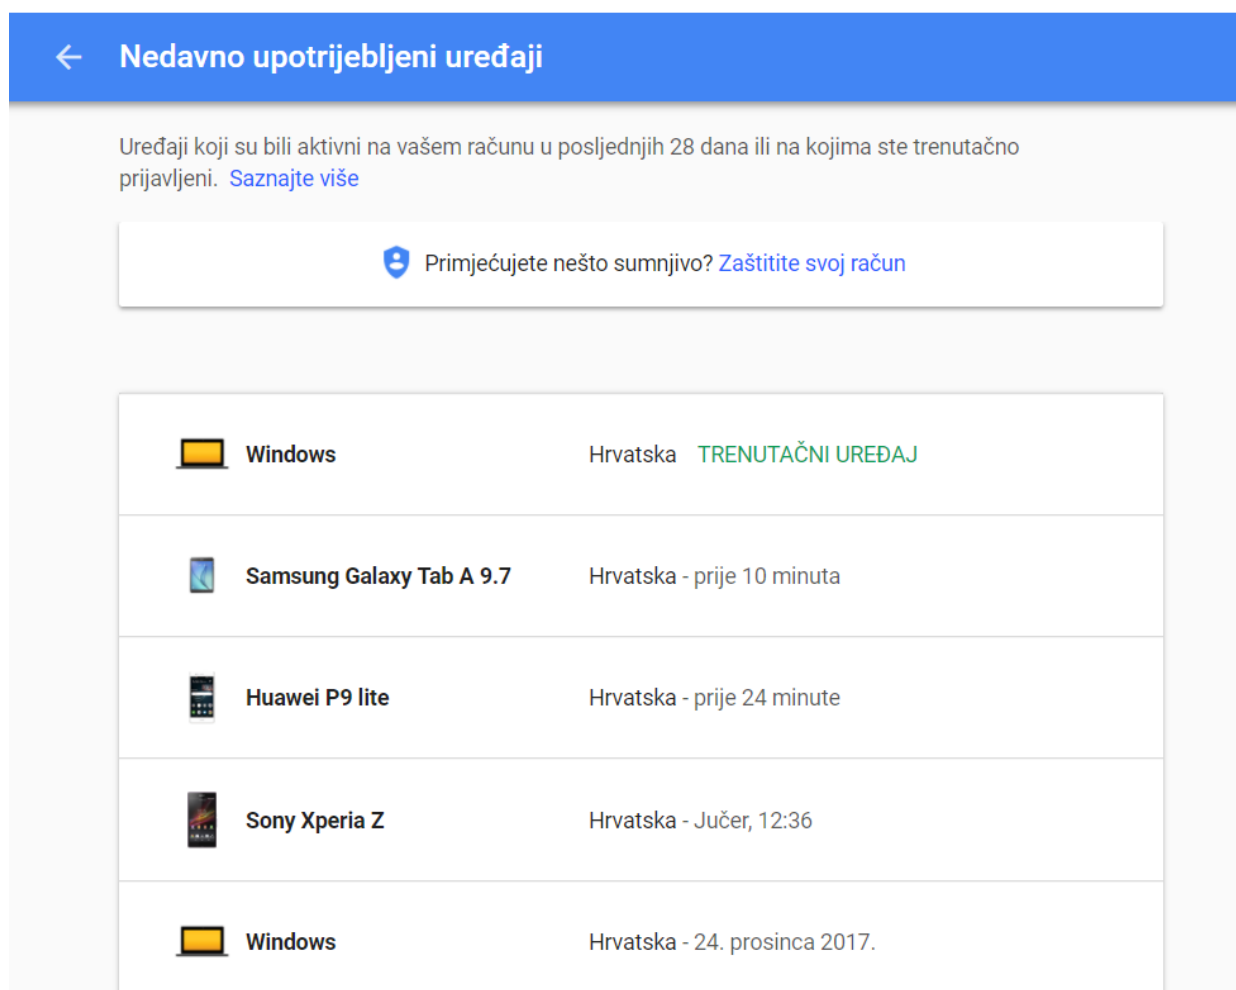 Nedavno upotrijebljeni uređaji
Uređaji koji su bili aktivni na vašem računu u posljednjih 28 dana ili na kojima ste trenutačno
prijavljeni. Saznajte više
Primjećujete nešto sumnjivo? Zaštitite svoj račun
Windows Hrvatska TRENUTAČNI UREĐAJ
Samsung Galaxy Tab A 9.7 Hrvatska - prije 10 minuta
Huawei P9 lite Hrvatska - prije 24 minute
Sony Xperia Z Hrvatska - Jučer, 12:36
Windows Hrvatska - 24. prosinca 2017.